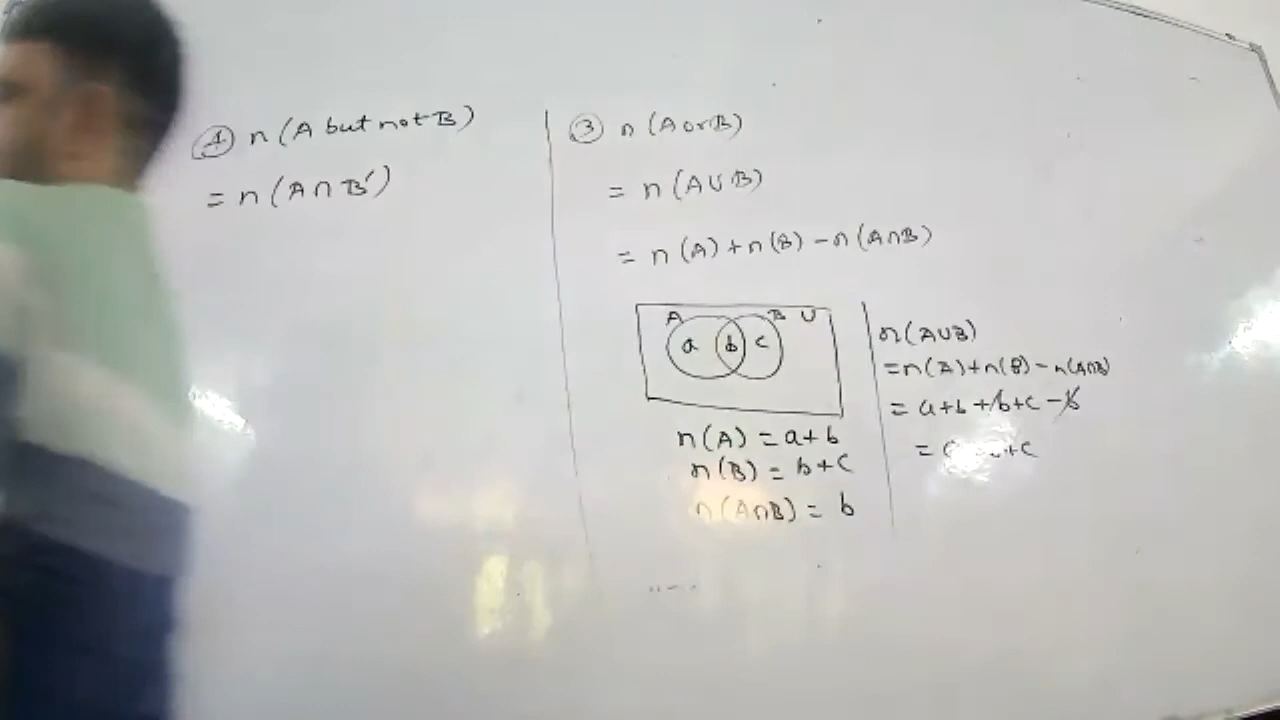 ④ n(A but not B)
= n(A∩B′)
③ n(A or B)
= n(A∪B)
= n(A)+n(B)-n(A∩B)
A B U
a b c
n(A) = a+b
n(B) = b+c
n(A∩B) = b
n(A∪B)
=n(A)+n(B)-n(A∩B)
= a+b+b+c-b
= +c